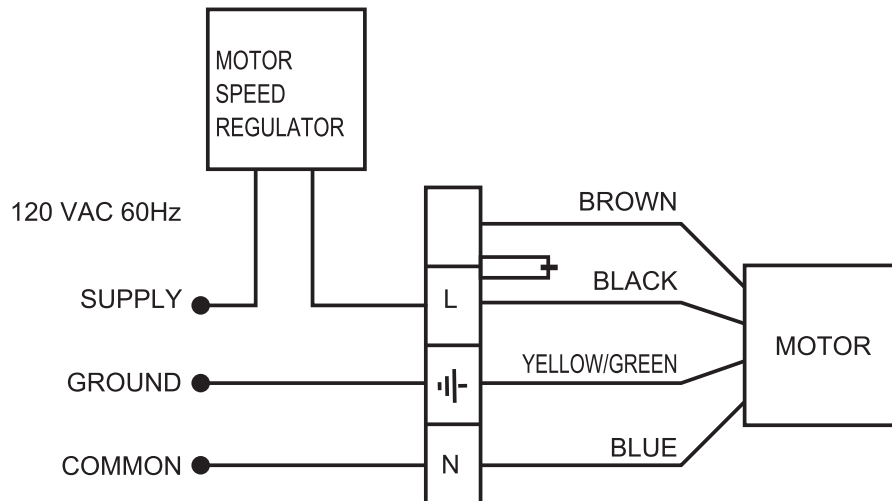 MOTOR
SPEED
REGULATOR
120 VAC 60Hz
BROWN
SUPPLY
L
BLACK
MOTOR
GROUND
YELLOW/GREEN
COMMON
N
BLUE